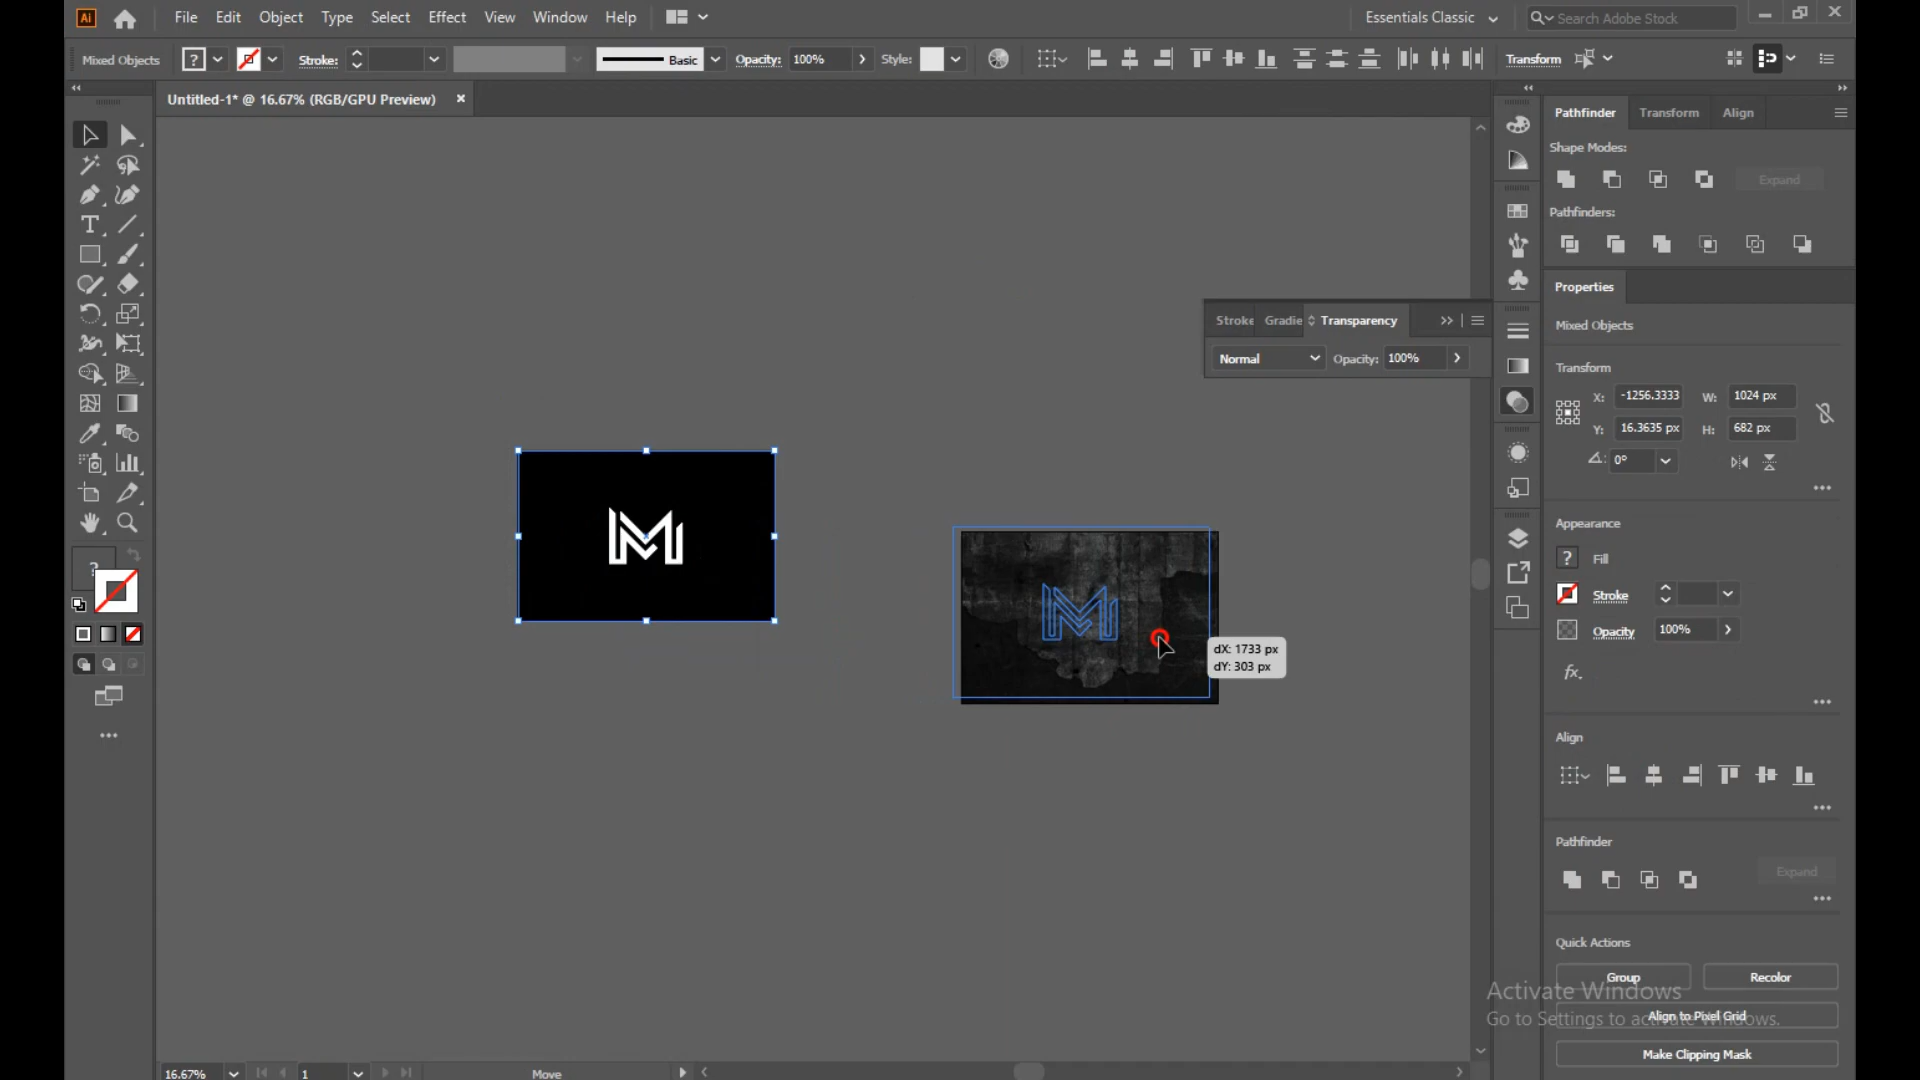 Ai File Edit Object Type Select Effect View Window Help Essentials Classic Search Adobe Stock
Mixed Objects ? Stroke: Basic Opacity: 100% Style: Transform
Untitled-1* @ 16.67% (RGB/GPU Preview) ×
Pathfinder Transform Align
Shape Modes:
Expand
Pathfinders:
Properties
Mixed Objects
Stroke Gradie Transparency
Normal Opacity: 100%
Transform
X: -1256.3333 W: 1024 px
Y: 16.3635 px H: 682 px
0°
Appearance
? Fill
Stroke
Opacity 100%
fx.
M
M
dX: 1733 px
dY: 303 px
?
Align
Pathfinder
Expand
Quick Actions
Group Recolor
Activate Windows
Align to Pixel Grid
Go to Settings to activate Windows.
Make Clipping Mask
16.67% 1 Move